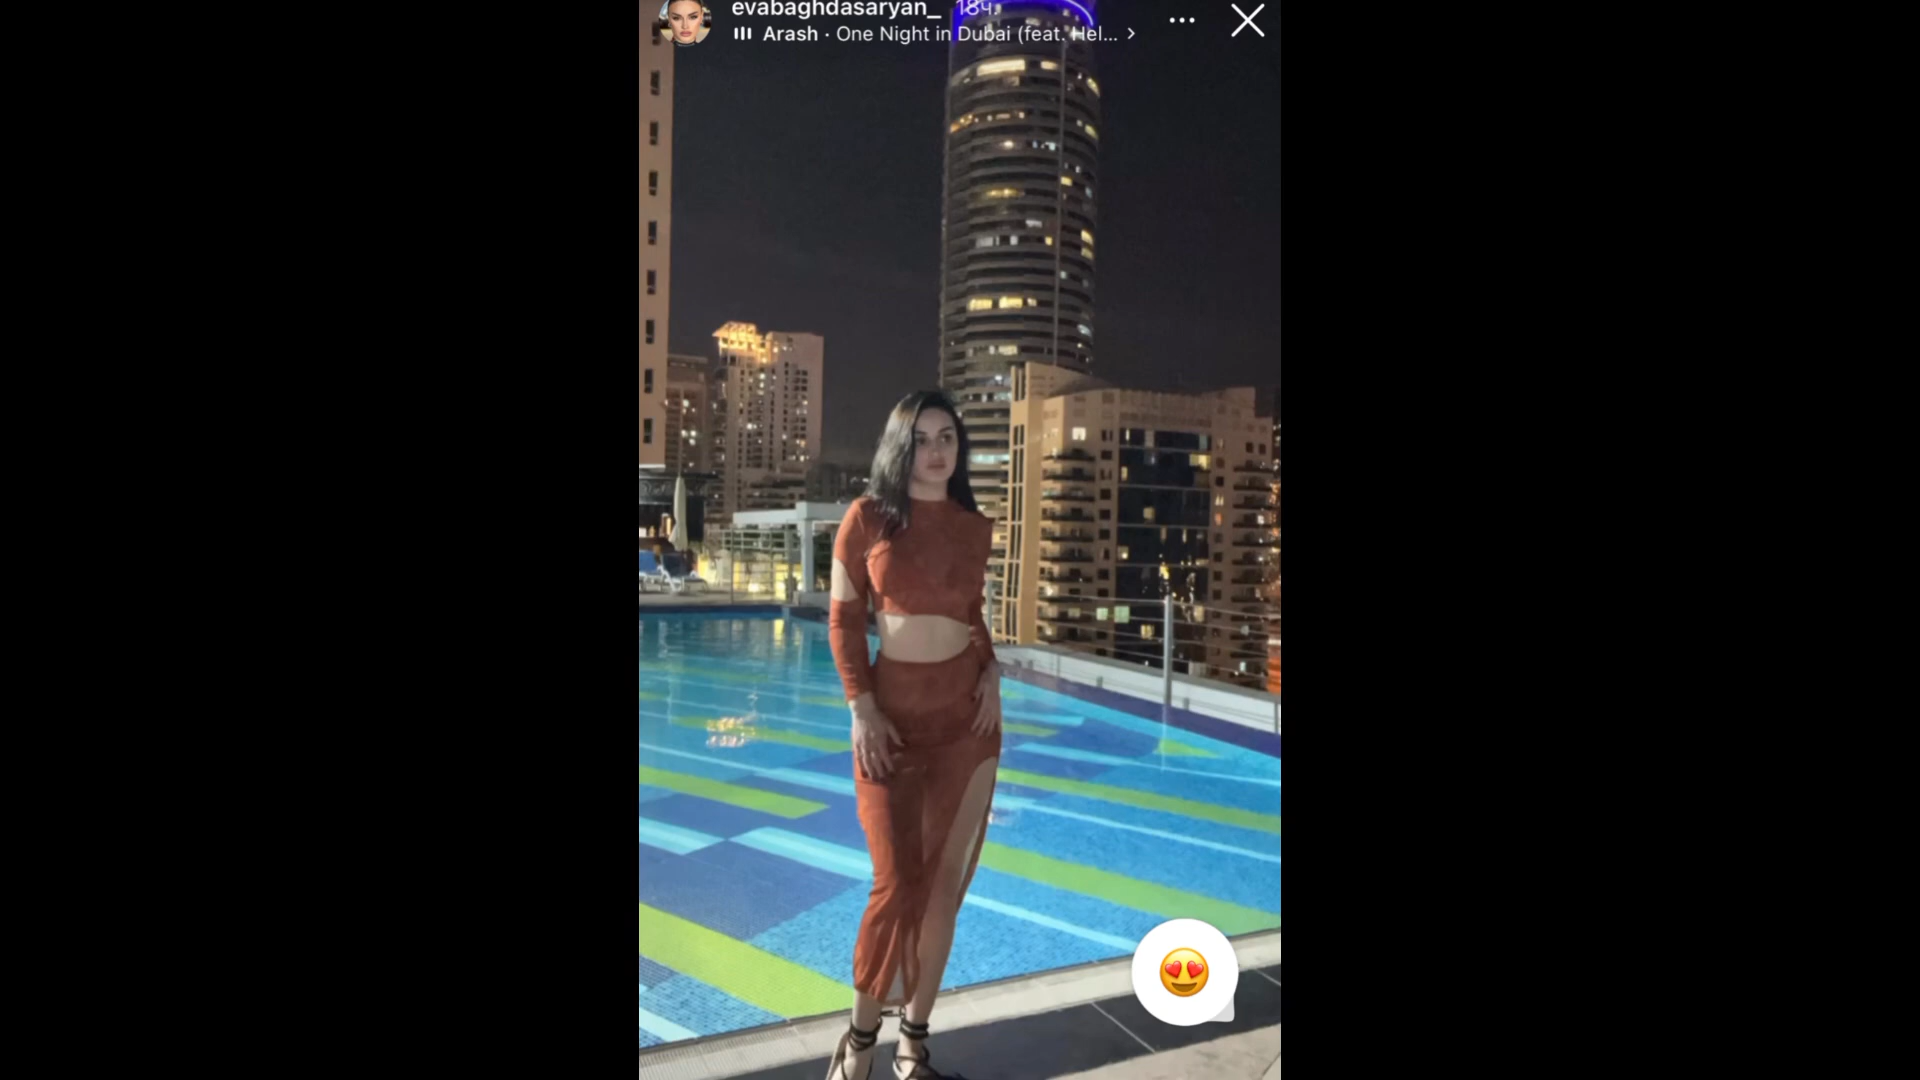 evabaghdasaryan_ 18ч.
Arash · One Night in Dubai (feat. Hel...